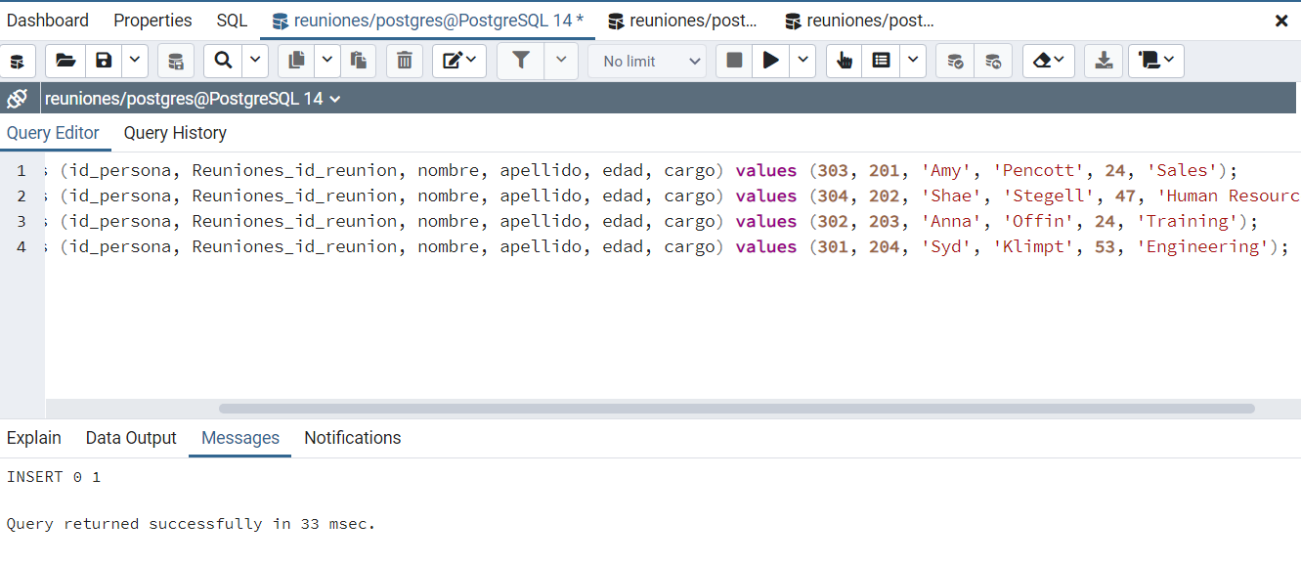 Dashboard Properties SQL reuniones/postgres@PostgreSQL 14 * reuniones/post... reuniones/post...
No limit
reuniones/postgres@PostgreSQL 14
Query Editor Query History
1 (id_persona, Reuniones_id_reunion, nombre, apellido, edad, cargo) values (303, 201, 'Amy', 'Pencott', 24, 'Sales');
2 (id_persona, Reuniones_id_reunion, nombre, apellido, edad, cargo) values (304, 202, 'Shae', 'Stegell', 47, 'Human Resourc
3 (id_persona, Reuniones_id_reunion, nombre, apellido, edad, cargo) values (302, 203, 'Anna', 'Offin', 24, 'Training');
4 (id_persona, Reuniones_id_reunion, nombre, apellido, edad, cargo) values (301, 204, 'Syd', 'Klimpt', 53, 'Engineering');
Explain Data Output Messages Notifications
INSERT 0 1
Query returned successfully in 33 msec.